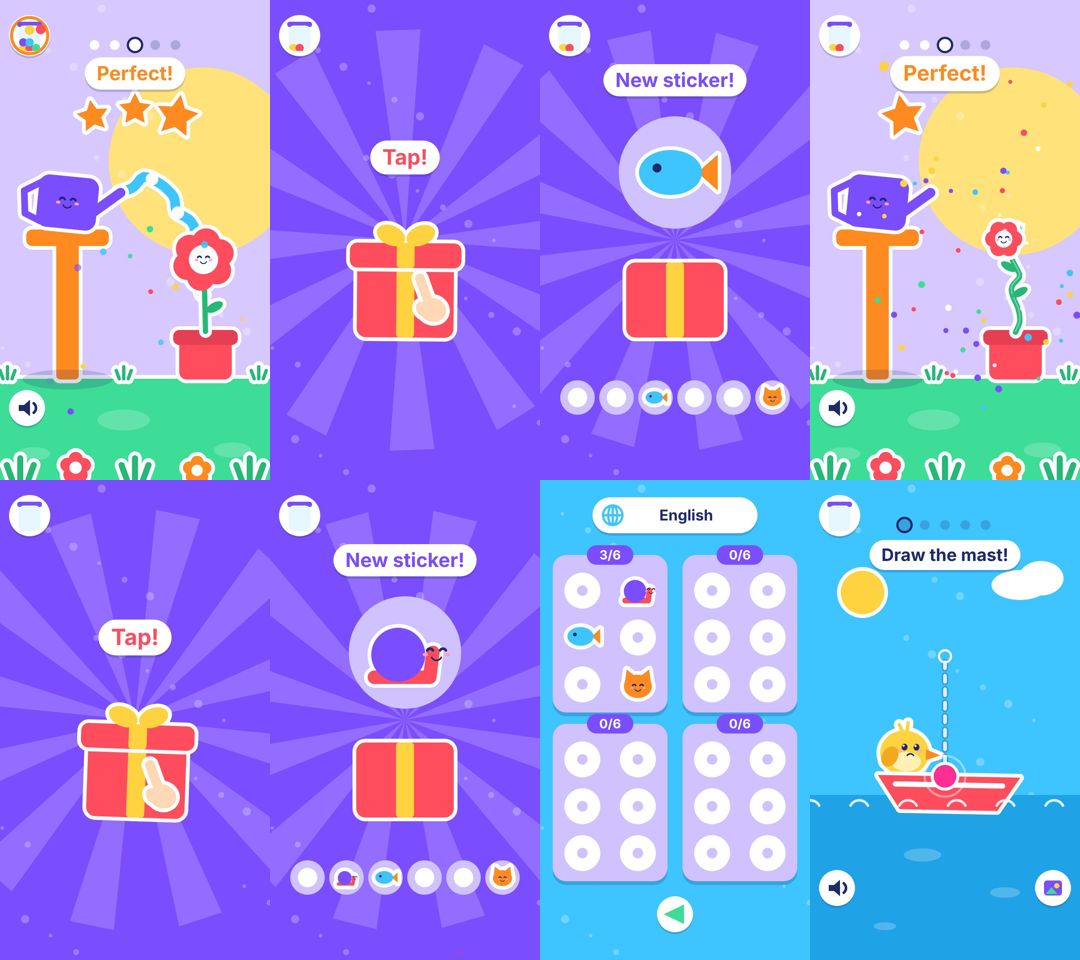 Perfect!
Tap!
New sticker!
Perfect!
Tap!
New sticker!
English
3/6
0/6
0/6
0/6
Draw the mast!